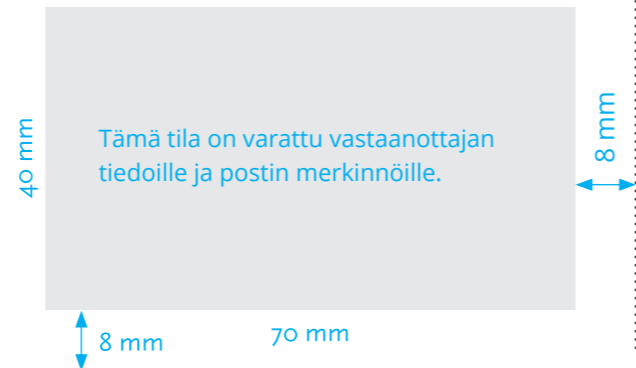 40 mm
Tämä tila on varattu vastaanottajan
tiedoille ja postin merkinnöille.
8 mm
8 mm
70 mm